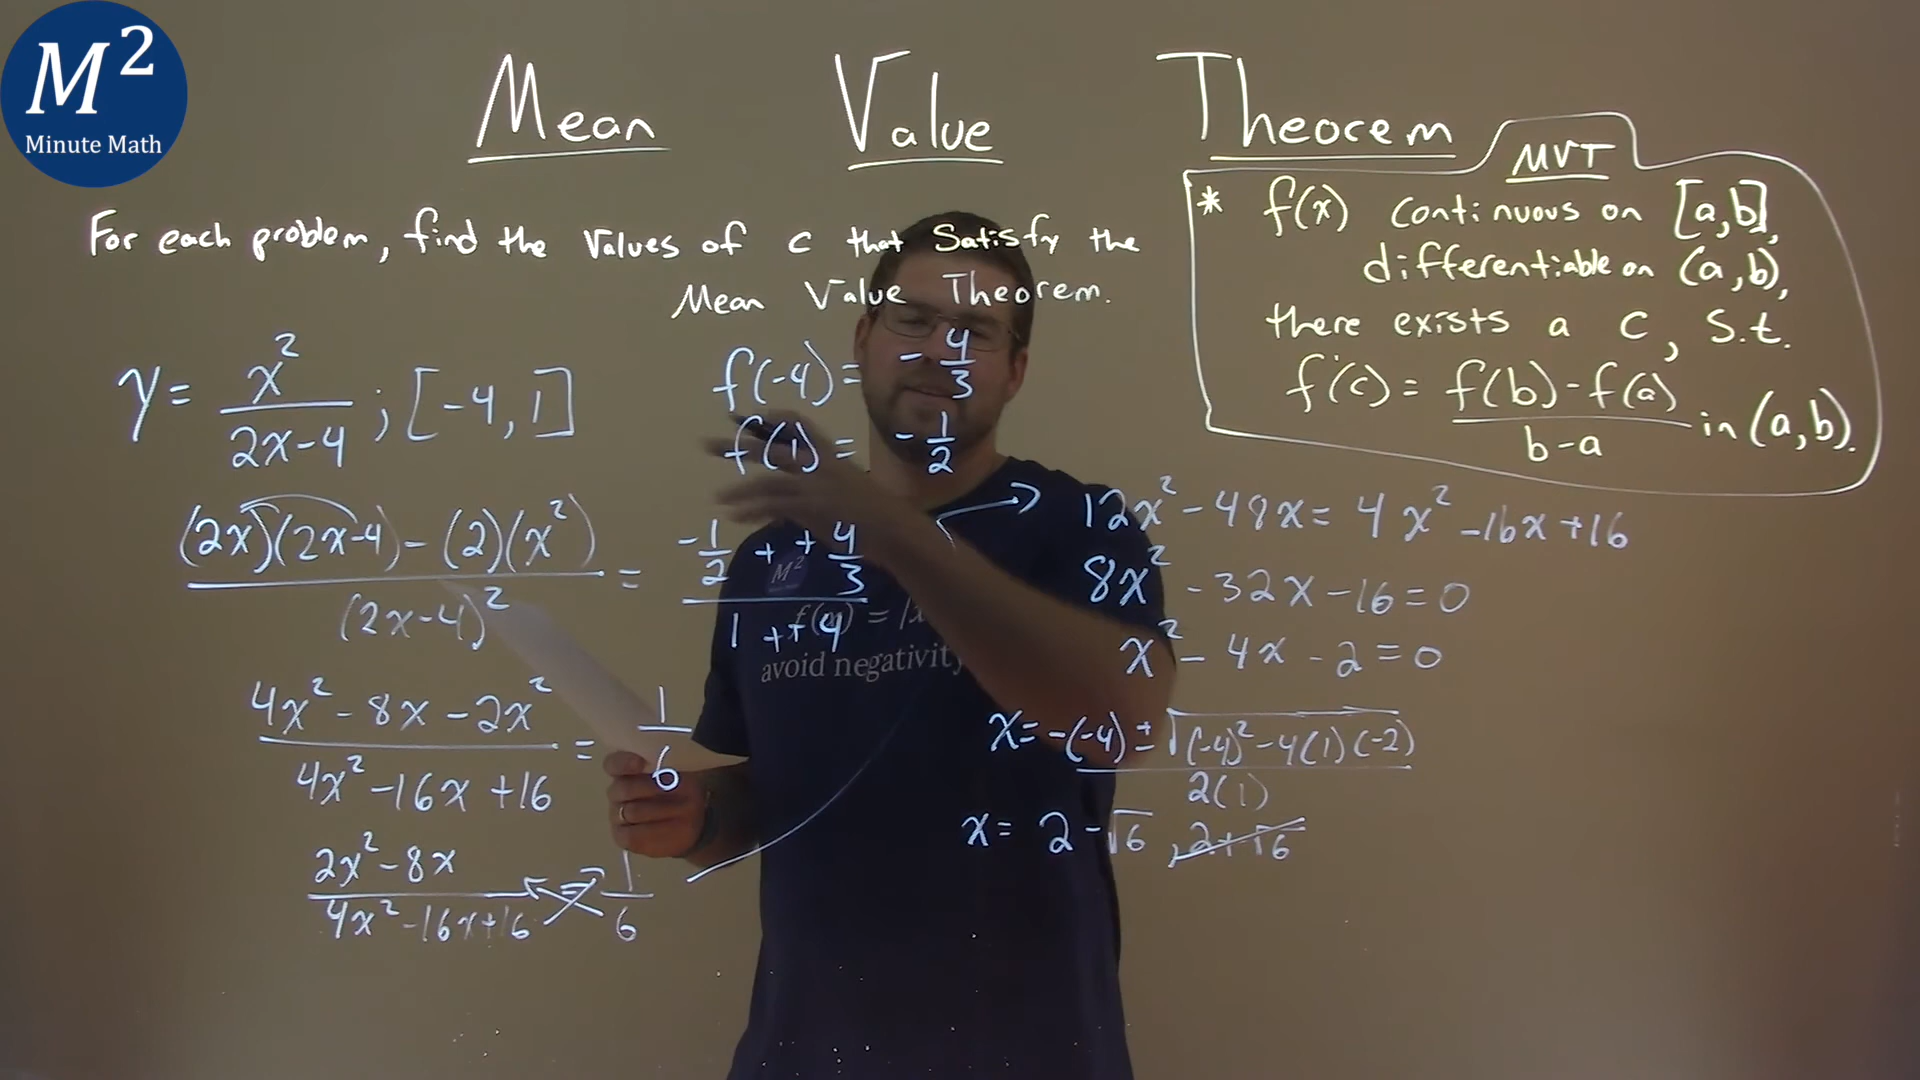 M²
Minute Math
Mean Value Theorem
MVT
* f(x) continuous on [a,b],
differentiable on (a,b),
there exists a c, s.t.
f'(c) = f(b)-f(a) / b-a in (a,b).
For each problem, find the values of c that satisfy the
Mean Value Theorem.
y = x² / 2x-4 ; [-4,1]
f(-4) = -4/3
f(1) = -1/2
(2x)(2x-4) - (2)(x²) / (2x-4)² = -1/2 + +4/3 / 1 + +4
4x² - 8x - 2x² / 4x² - 16x + 16 = 1/6
2x² - 8x / 4x² - 16x + 16 = 1/6
12x² - 48x = 4x² - 16x + 16
8x² - 32x - 16 = 0
x² - 4x - 2 = 0
x = -(-4) ± √(-4)² - 4(1)(-2) / 2(1)
x = 2 - √6 , 2 + √6
M²
avoid negativity